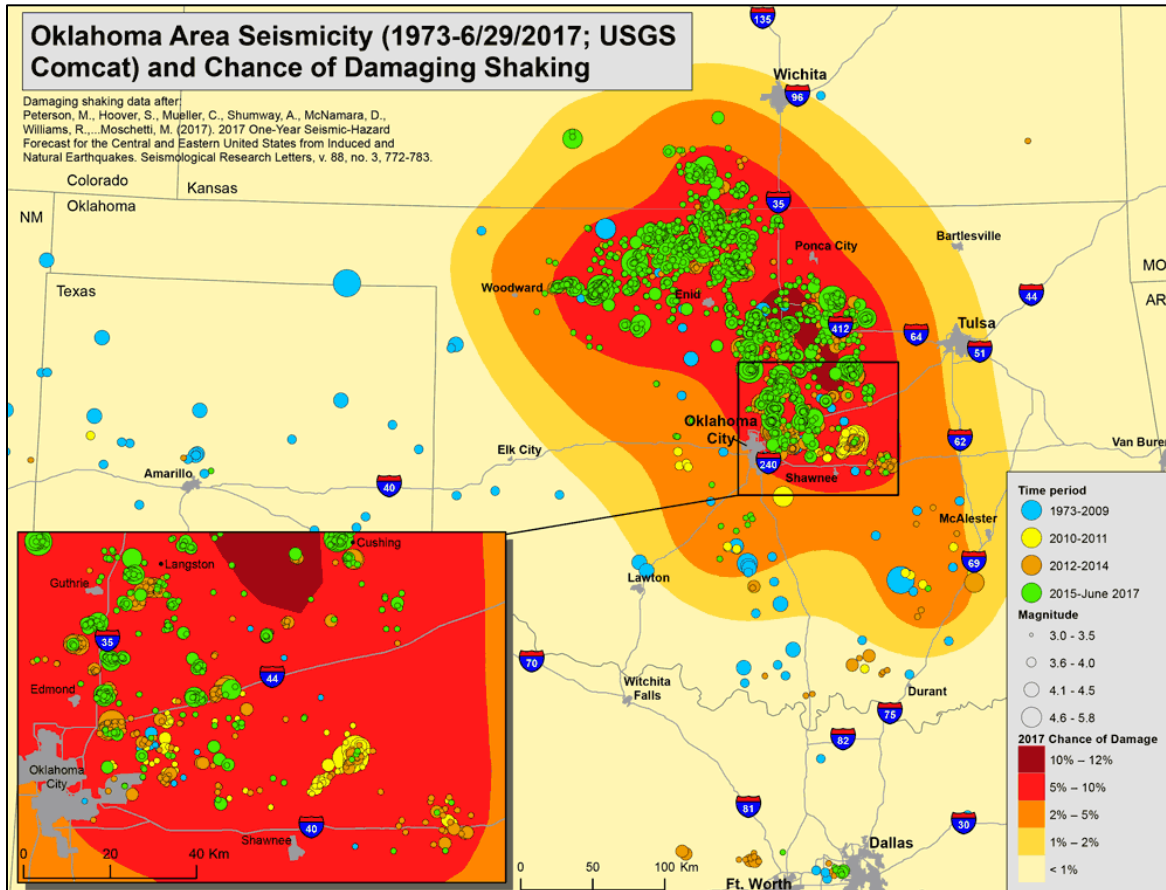 Oklahoma Area Seismicity (1973-6/29/2017; USGS
Comcat) and Chance of Damaging Shaking
Damaging shaking data after:
Peterson, M., Hoover, S., Mueller, C., Shumway, A., McNamara, D.,
Williams, R.,...Moschetti, M. (2017). 2017 One-Year Seismic-Hazard
Forecast for the Central and Eastern United States from Induced and
Natural Earthquakes. Seismological Research Letters, v. 88, no. 3, 772-783.
135
Wichita
96
Colorado
Kansas
NM
Oklahoma
35
Ponca City
Bartlesville
MO
AR
Texas
Woodward
Enid
44
412
64
Tulsa
51
Oklahoma
City
240
Shawnee
62
Van Buren
Elk City
Amarillo
40
McAlester
69
Lawton
70
Witchita
Falls
Durant
75
82
81
30
Dallas
Ft. Worth
0 50 100 Km
Cushing
Langston
Guthrie
35
44
Edmond
Oklahoma
City
40
Shawnee
0 20 40 Km
Time period
1973-2009
2010-2011
2012-2014
2015-June 2017
Magnitude
3.0 - 3.5
3.6 - 4.0
4.1 - 4.5
4.6 - 5.8
2017 Chance of Damage
10% – 12%
5% – 10%
2% – 5%
1% – 2%
< 1%